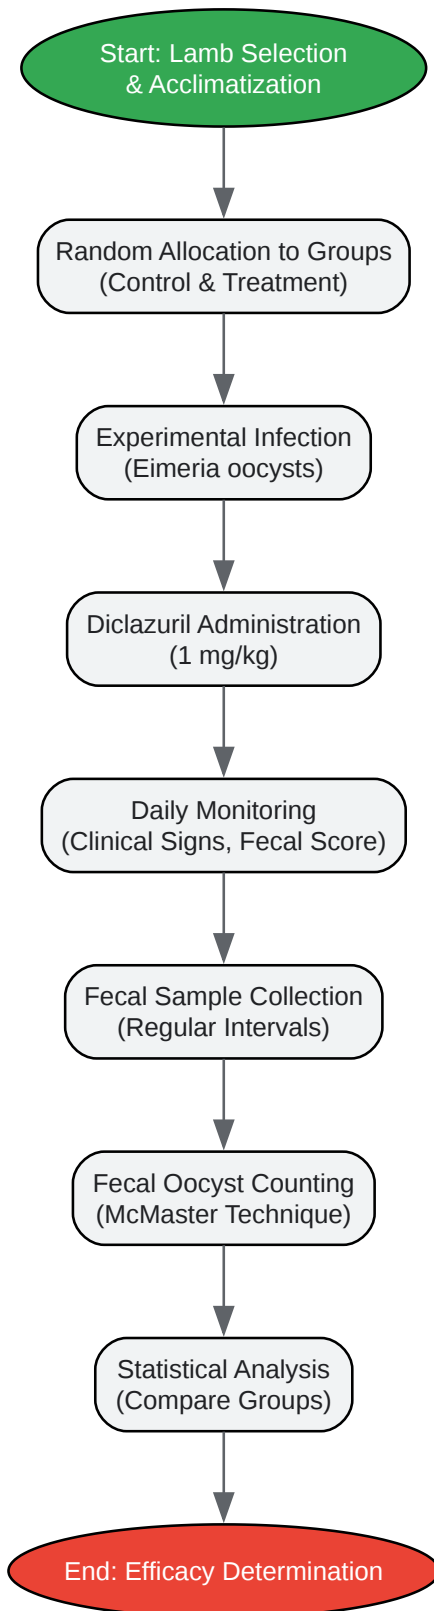 Start: Lamb Selection
& Acclimatization
Random Allocation to Groups
(Control & Treatment)
Experimental Infection
(Eimeria oocysts)
Diclazuril Administration
(1 mg/kg)
Daily Monitoring
(Clinical Signs, Fecal Score)
Fecal Sample Collection
(Regular Intervals)
Fecal Oocyst Counting
(McMaster Technique)
Statistical Analysis
(Compare Groups)
End: Efficacy Determination